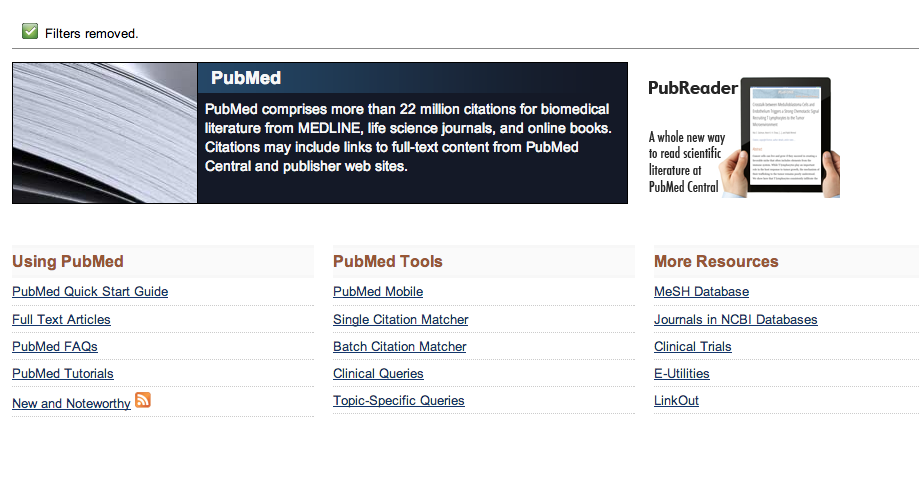 Filters removed.
PubMed
PubMed comprises more than 22 million citations for biomedical
literature from MEDLINE, life science journals, and online books.
Citations may include links to full-text content from PubMed
Central and publisher web sites.
PubReader
A whole new way
to read scientific
literature at
PubMed Central
Using PubMed
PubMed Quick Start Guide
Full Text Articles
PubMed FAQs
PubMed Tutorials
New and Noteworthy
PubMed Tools
PubMed Mobile
Single Citation Matcher
Batch Citation Matcher
Clinical Queries
Topic-Specific Queries
More Resources
MeSH Database
Journals in NCBI Databases
Clinical Trials
E-Utilities
LinkOut